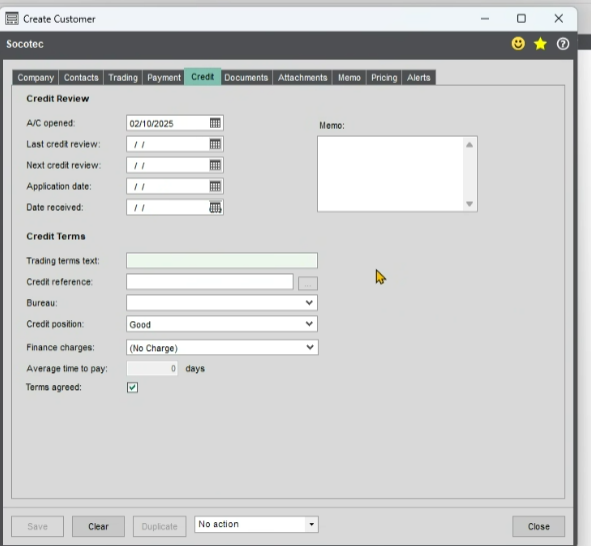 Create Customer
Socotec
Company Contacts Trading Payment Credit Documents Attachments Memo Pricing Alerts
Credit Review
A/C opened: 02/10/2025
Memo:
Last credit review: / /
Next credit review: / /
Application date: / /
Date received: / /
Credit Terms
Trading terms text:
Credit reference: ...
Bureau:
Credit position: Good
Finance charges: (No Charge)
Average time to pay: 0 days
Terms agreed:
Save Clear Duplicate No action Close